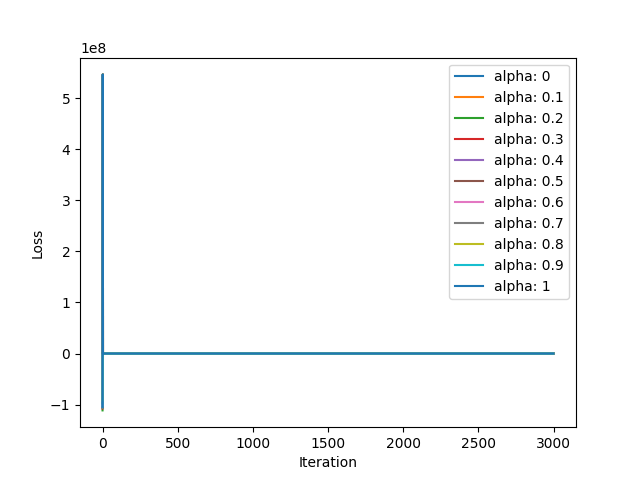 1e8
5
4
3
2
1
0
−1
Loss
0
500
1000
1500
2000
2500
3000
Iteration
alpha: 0
alpha: 0.1
alpha: 0.2
alpha: 0.3
alpha: 0.4
alpha: 0.5
alpha: 0.6
alpha: 0.7
alpha: 0.8
alpha: 0.9
alpha: 1